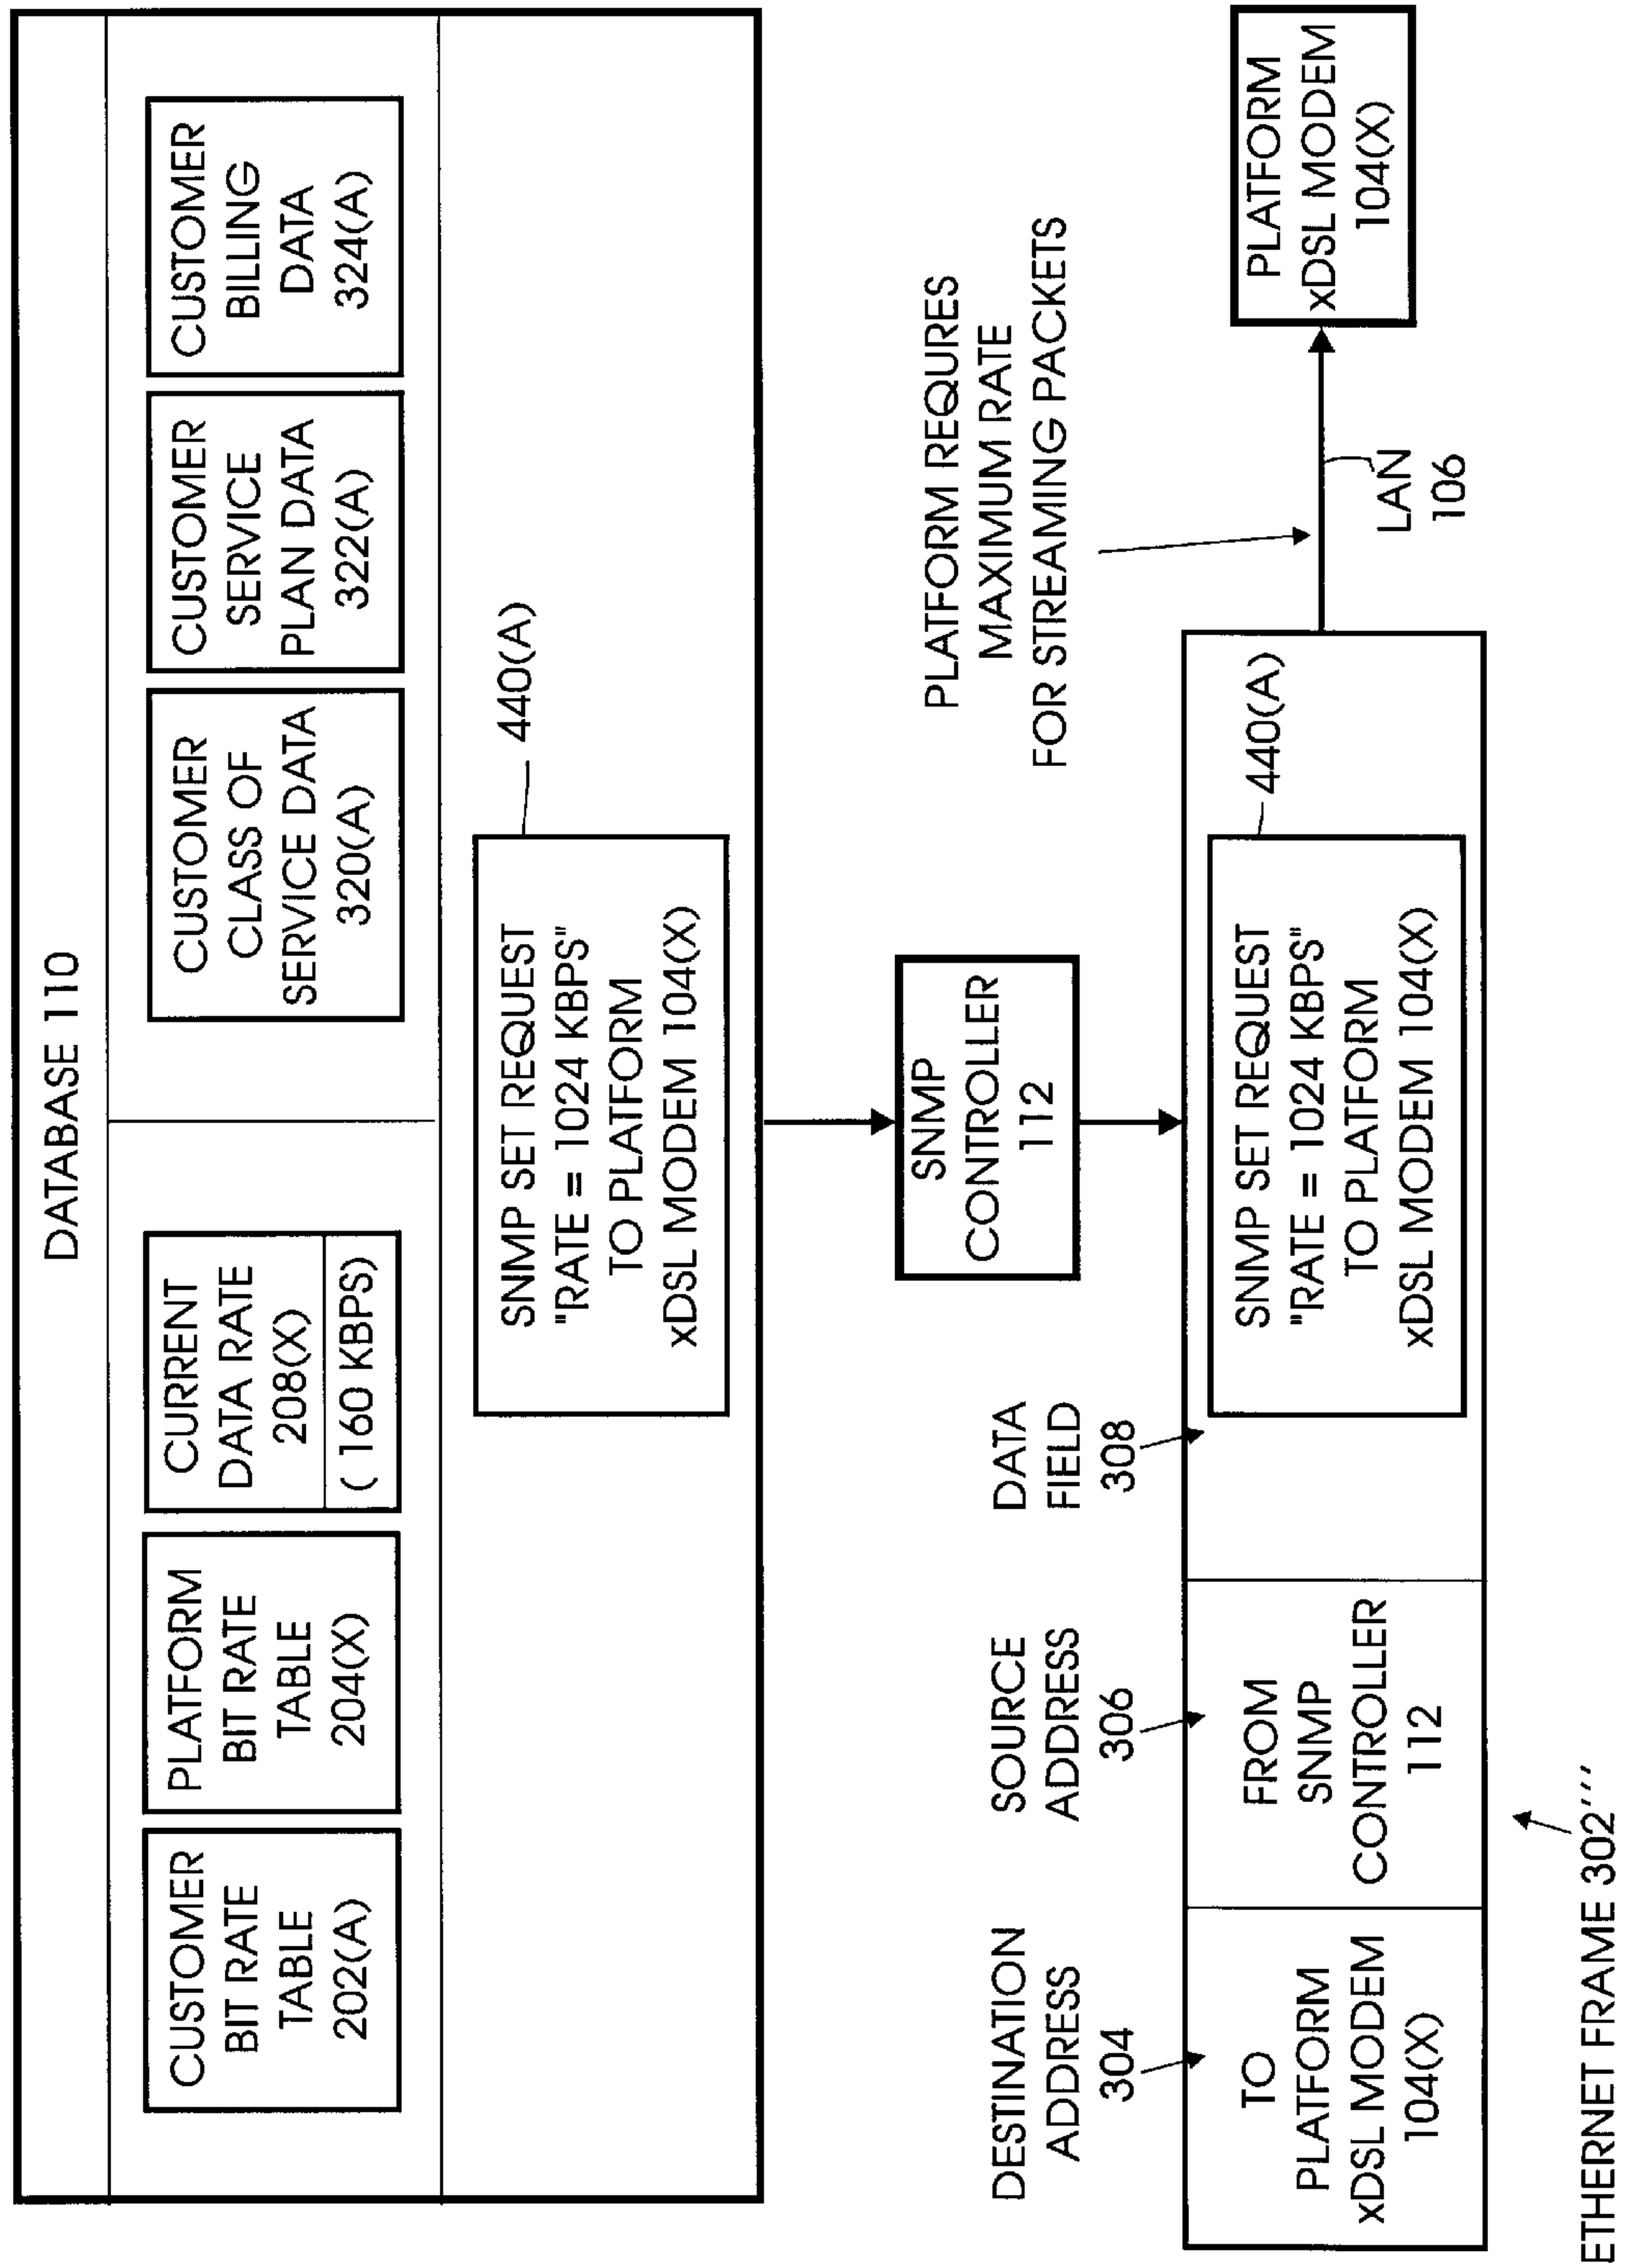 DATABASE 110
CUSTOMER
BIT RATE
TABLE
202(A)
PLATFORM
BIT RATE
TABLE
204(X)
CURRENT
DATA RATE
208(X)
( 160 KBPS)
CUSTOMER
CLASS OF
SERVICE DATA
320(A)
CUSTOMER
SERVICE
PLAN DATA
322(A)
CUSTOMER
BILLING
DATA
324(A)
SNMP SET REQUEST
"RATE = 1024 KBPS"
TO PLATFORM
xDSL MODEM 104(X)
440(A)
SNMP
CONTROLLER
112
PLATFORM REQURES
MAXIMUM RATE
FOR STREAMING PACKETS
DESTINATION
ADDRESS
304
SOURCE
ADDRESS
306
DATA
FIELD
308
TO
PLATFORM
xDSL MODEM
104(X)
FROM
SNMP
CONTROLLER
112
SNMP SET REQUEST
"RATE = 1024 KBPS"
TO PLATFORM
xDSL MODEM 104(X)
440(A)
LAN
106
PLATFORM
xDSL MODEM
104(X)
ETHERNET FRAME 302'''